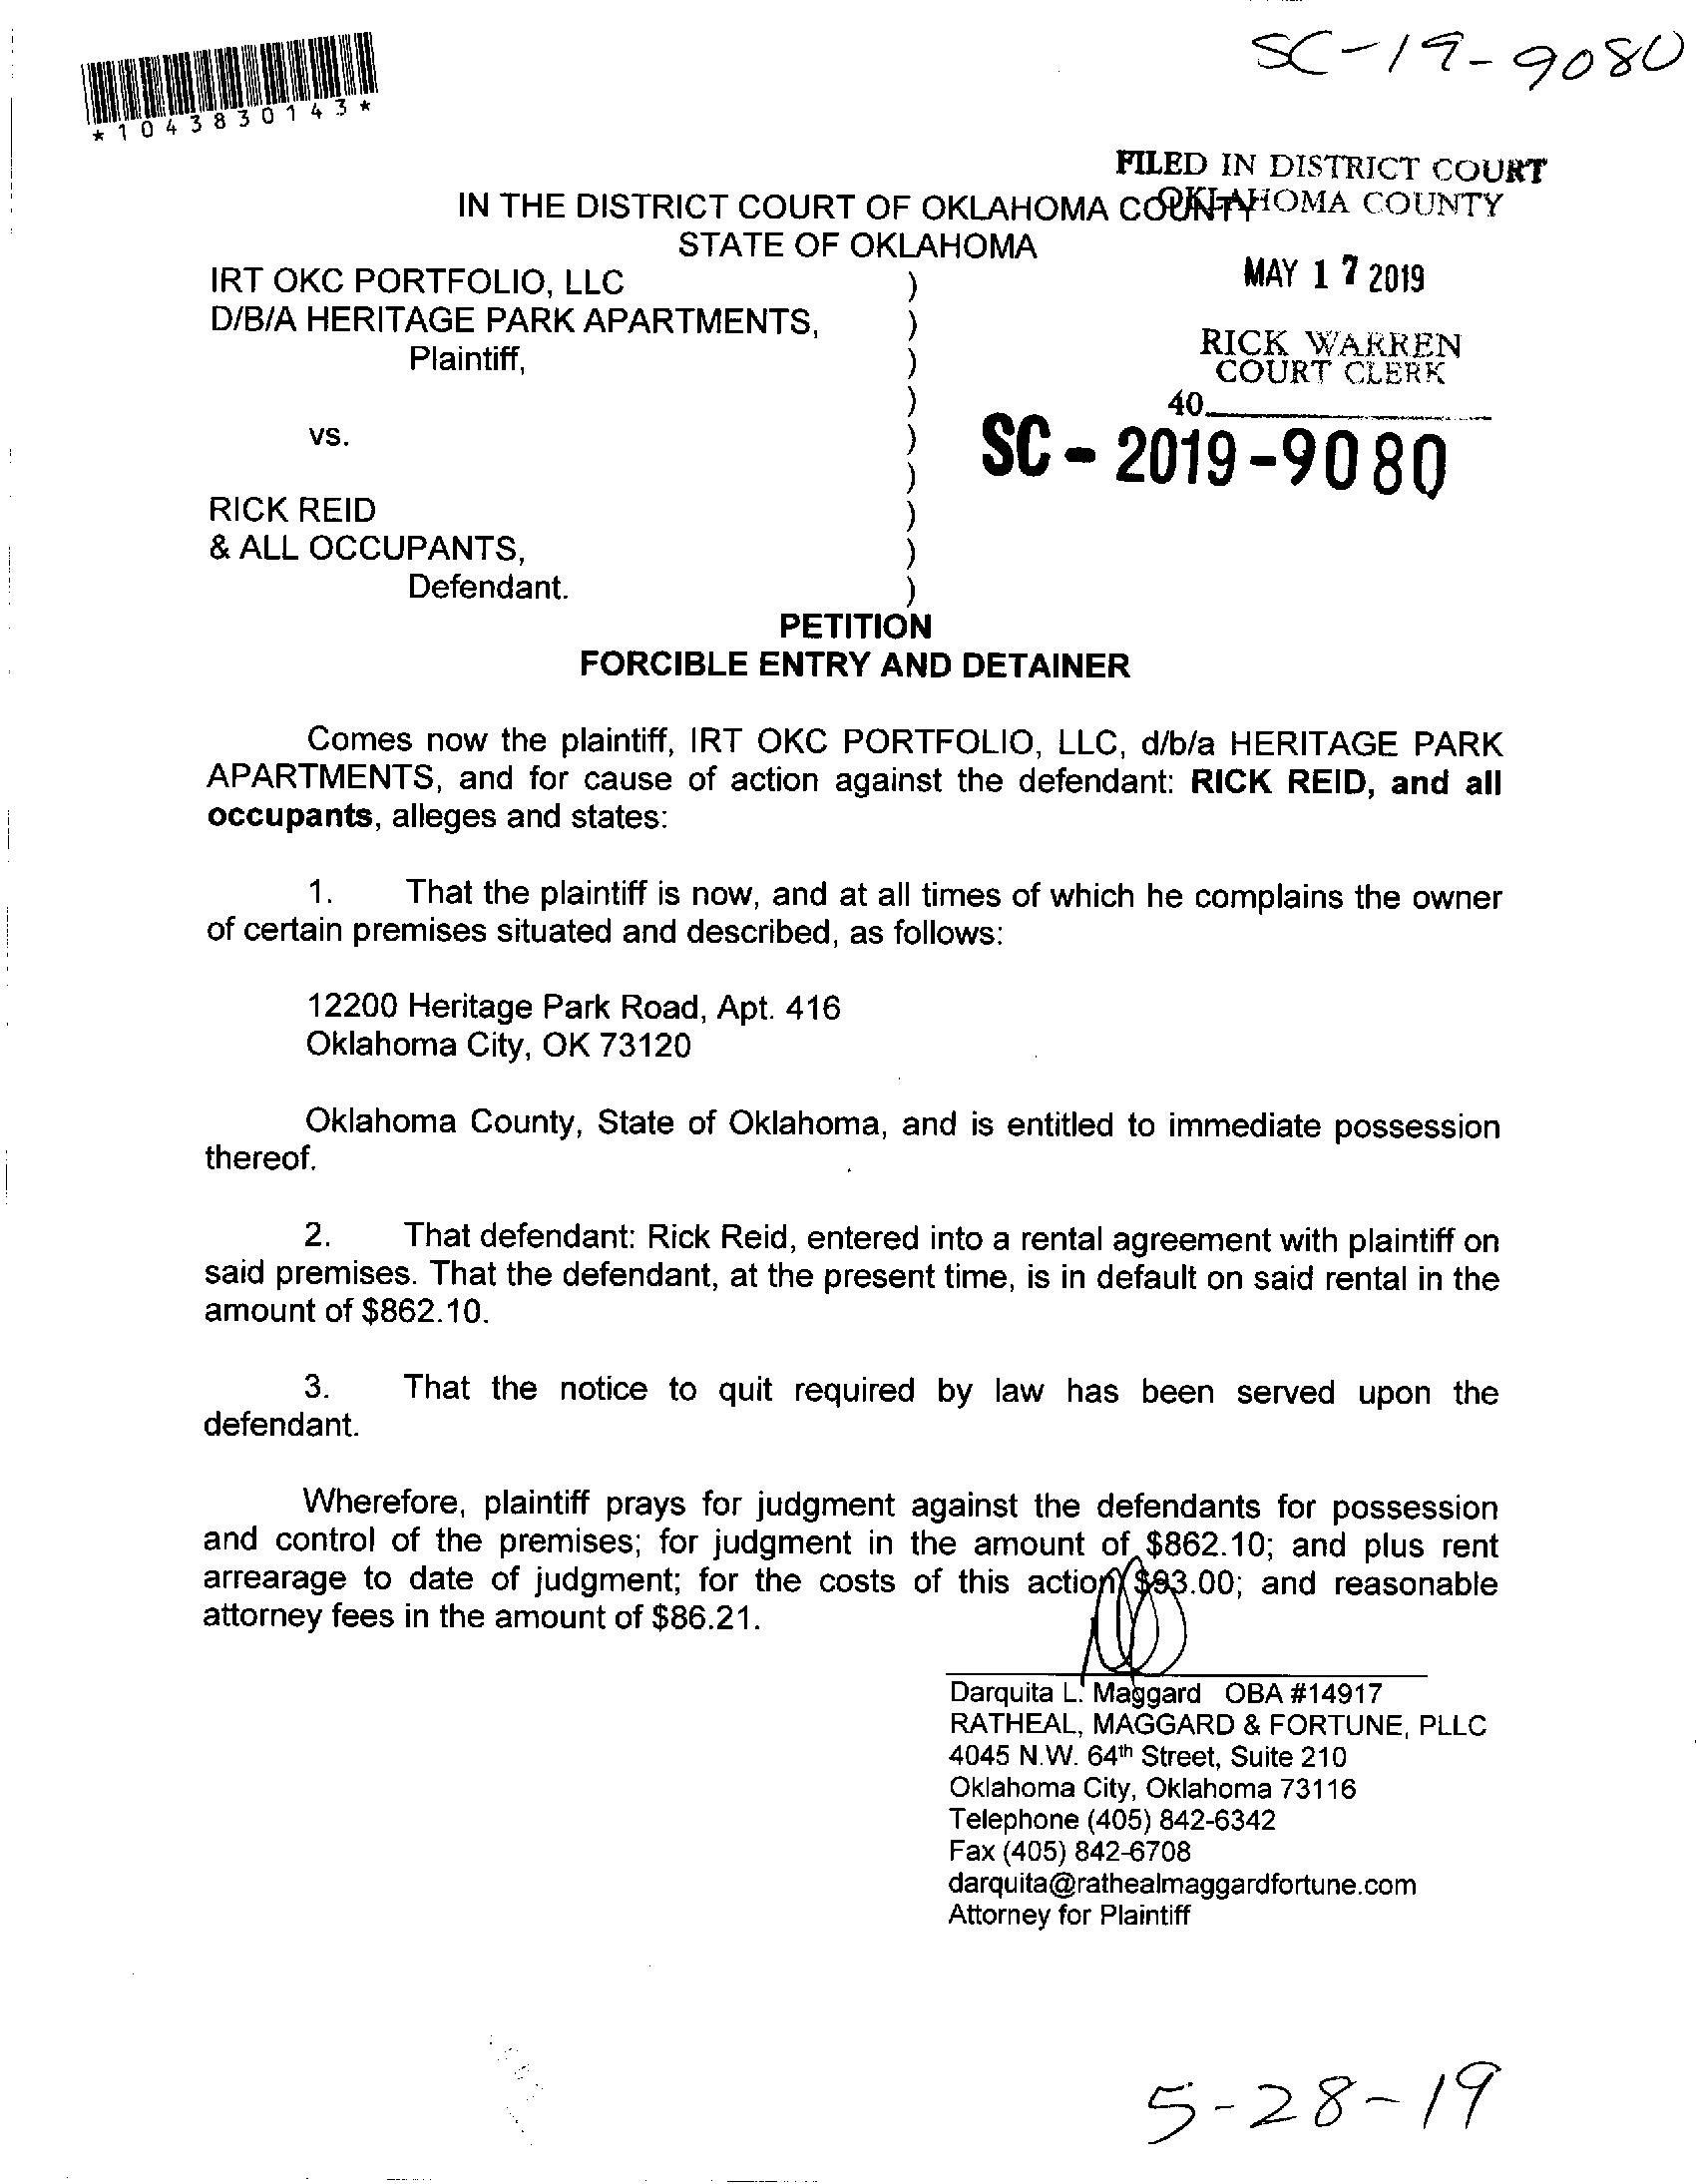 SC-19-9080
*1043830143*
FILED IN DISTRICT COURT
OKLAHOMA COUNTY
IN THE DISTRICT COURT OF OKLAHOMA COUNTY
STATE OF OKLAHOMA
MAY 17 2019
IRT OKC PORTFOLIO, LLC )
D/B/A HERITAGE PARK APARTMENTS, )
Plaintiff, )
)
RICK WARREN
COURT CLERK
40
vs. )
)
SC - 2019 - 9080
RICK REID )
& ALL OCCUPANTS, )
Defendant. )
PETITION
FORCIBLE ENTRY AND DETAINER
Comes now the plaintiff, IRT OKC PORTFOLIO, LLC, d/b/a HERITAGE PARK
APARTMENTS, and for cause of action against the defendant: RICK REID, and all
occupants, alleges and states:
1. That the plaintiff is now, and at all times of which he complains the owner
of certain premises situated and described, as follows:
12200 Heritage Park Road, Apt. 416
Oklahoma City, OK 73120
Oklahoma County, State of Oklahoma, and is entitled to immediate possession
thereof.
2. That defendant: Rick Reid, entered into a rental agreement with plaintiff on
said premises. That the defendant, at the present time, is in default on said rental in the
amount of $862.10.
3. That the notice to quit required by law has been served upon the
defendant.
Wherefore, plaintiff prays for judgment against the defendants for possession
and control of the premises; for judgment in the amount of $862.10; and plus rent
arrearage to date of judgment; for the costs of this action $93.00; and reasonable
attorney fees in the amount of $86.21.
Darquita L. Maggard OBA #14917
RATHEAL, MAGGARD & FORTUNE, PLLC
4045 N.W. 64th Street, Suite 210
Oklahoma City, Oklahoma 73116
Telephone (405) 842-6342
Fax (405) 842-6708
darquita@rathealmaggardfortune.com
Attorney for Plaintiff
5-28-19